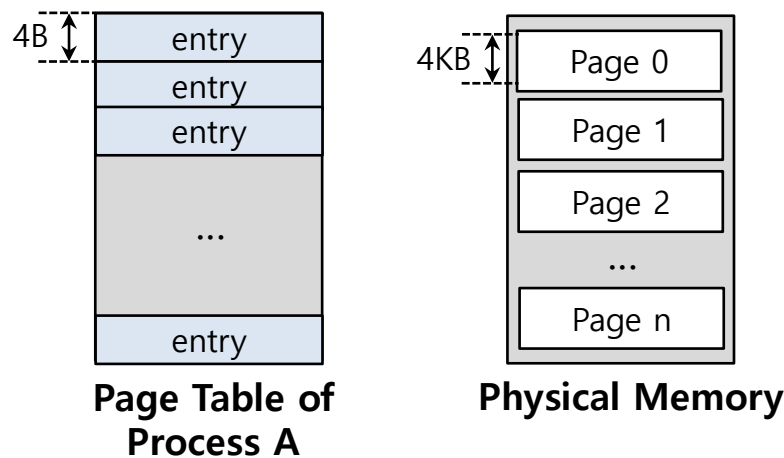 4B
entry
entry
entry
...
entry
Page Table of
Process A
4KB
Page 0
Page 1
Page 2
...
Page n
Physical Memory